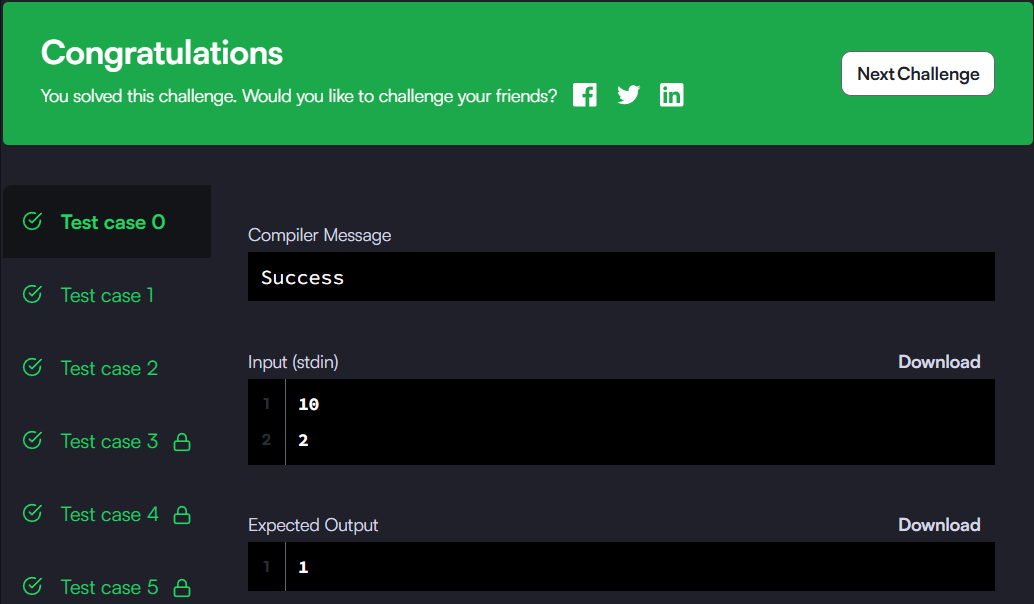 Congratulations
You solved this challenge. Would you like to challenge your friends?
Next Challenge
Test case 0
Test case 1
Test case 2
Test case 3
Test case 4
Test case 5
Compiler Message
Success
Input (stdin)
Download
1 10
2 2
Expected Output
Download
1 1